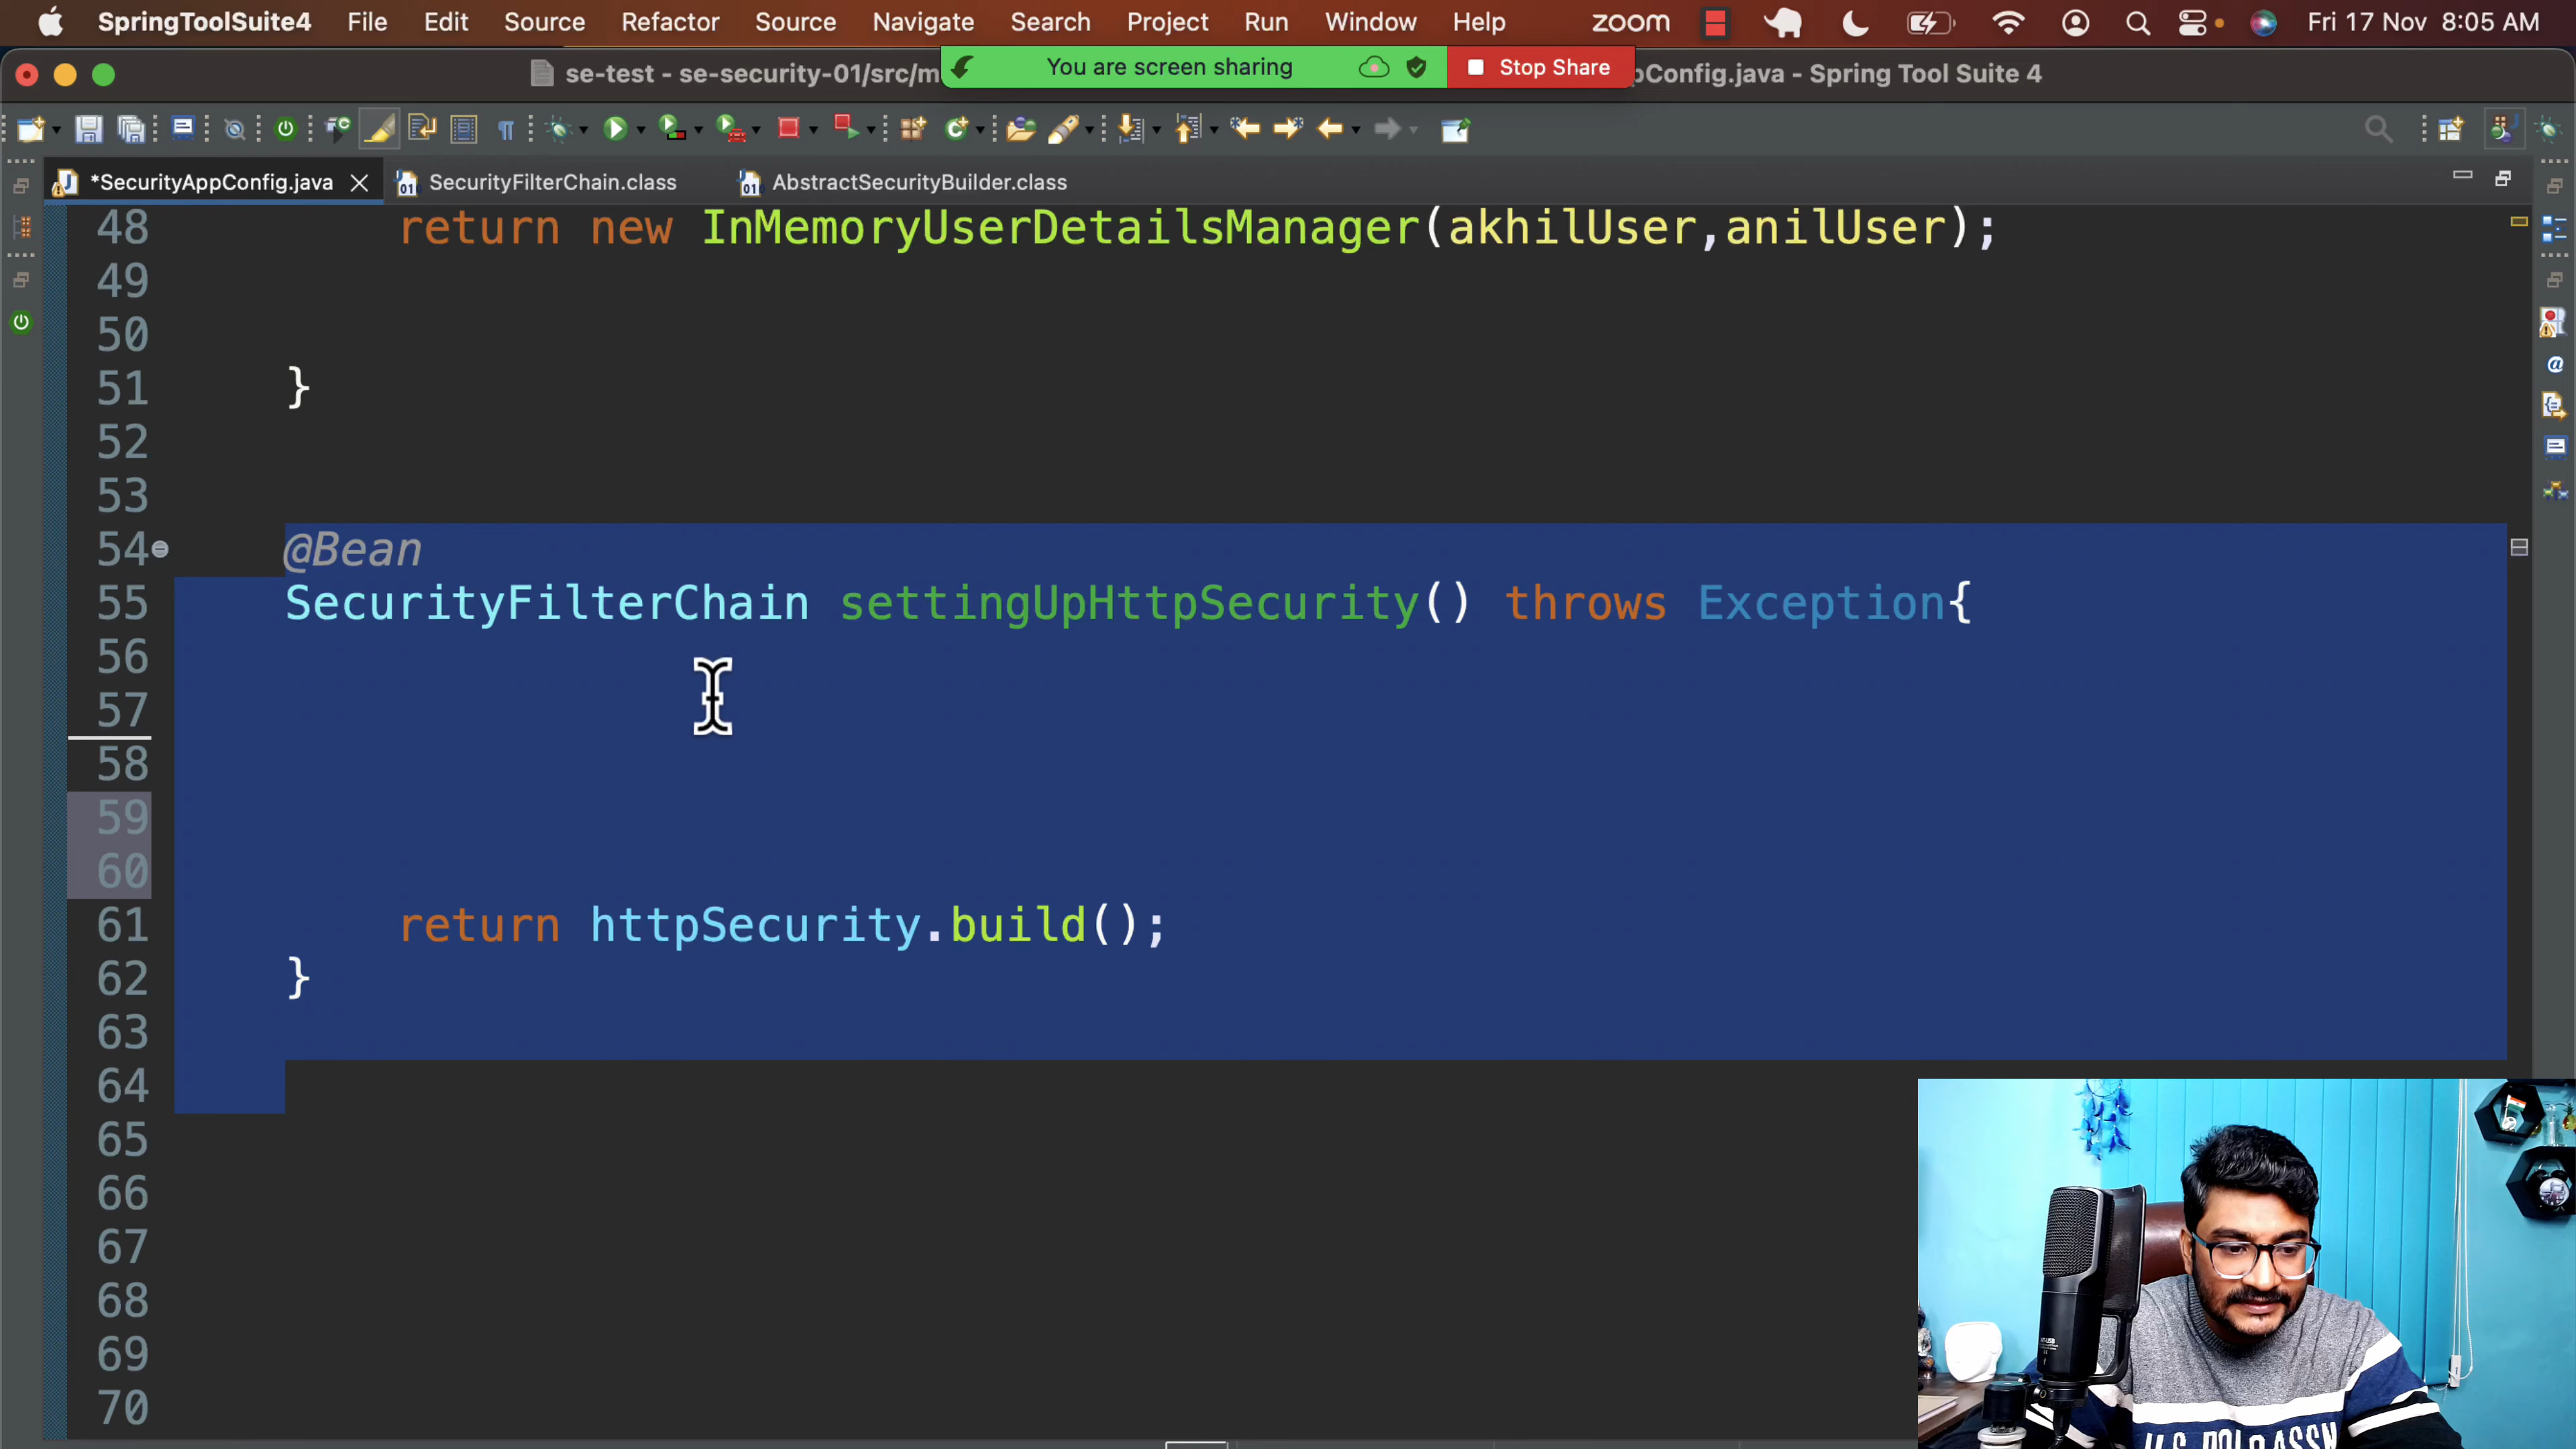 SpringToolSuite4 File Edit Source Refactor Source Navigate Search Project Run Window Help zoom Fri 17 Nov 8:05 AM
se-test - se-security-01/src/m You are screen sharing Stop Share pConfig.java - Spring Tool Suite 4
*SecurityAppConfig.java SecurityFilterChain.class AbstractSecurityBuilder.class
48 return new InMemoryUserDetailsManager(akhilUser,anilUser);
49
50
51 }
52
53
54 @Bean
55 SecurityFilterChain settingUpHttpSecurity() throws Exception{
56
57
58
59
60
61 return httpSecurity.build();
62 }
63
64
65
66
67
68
69
70